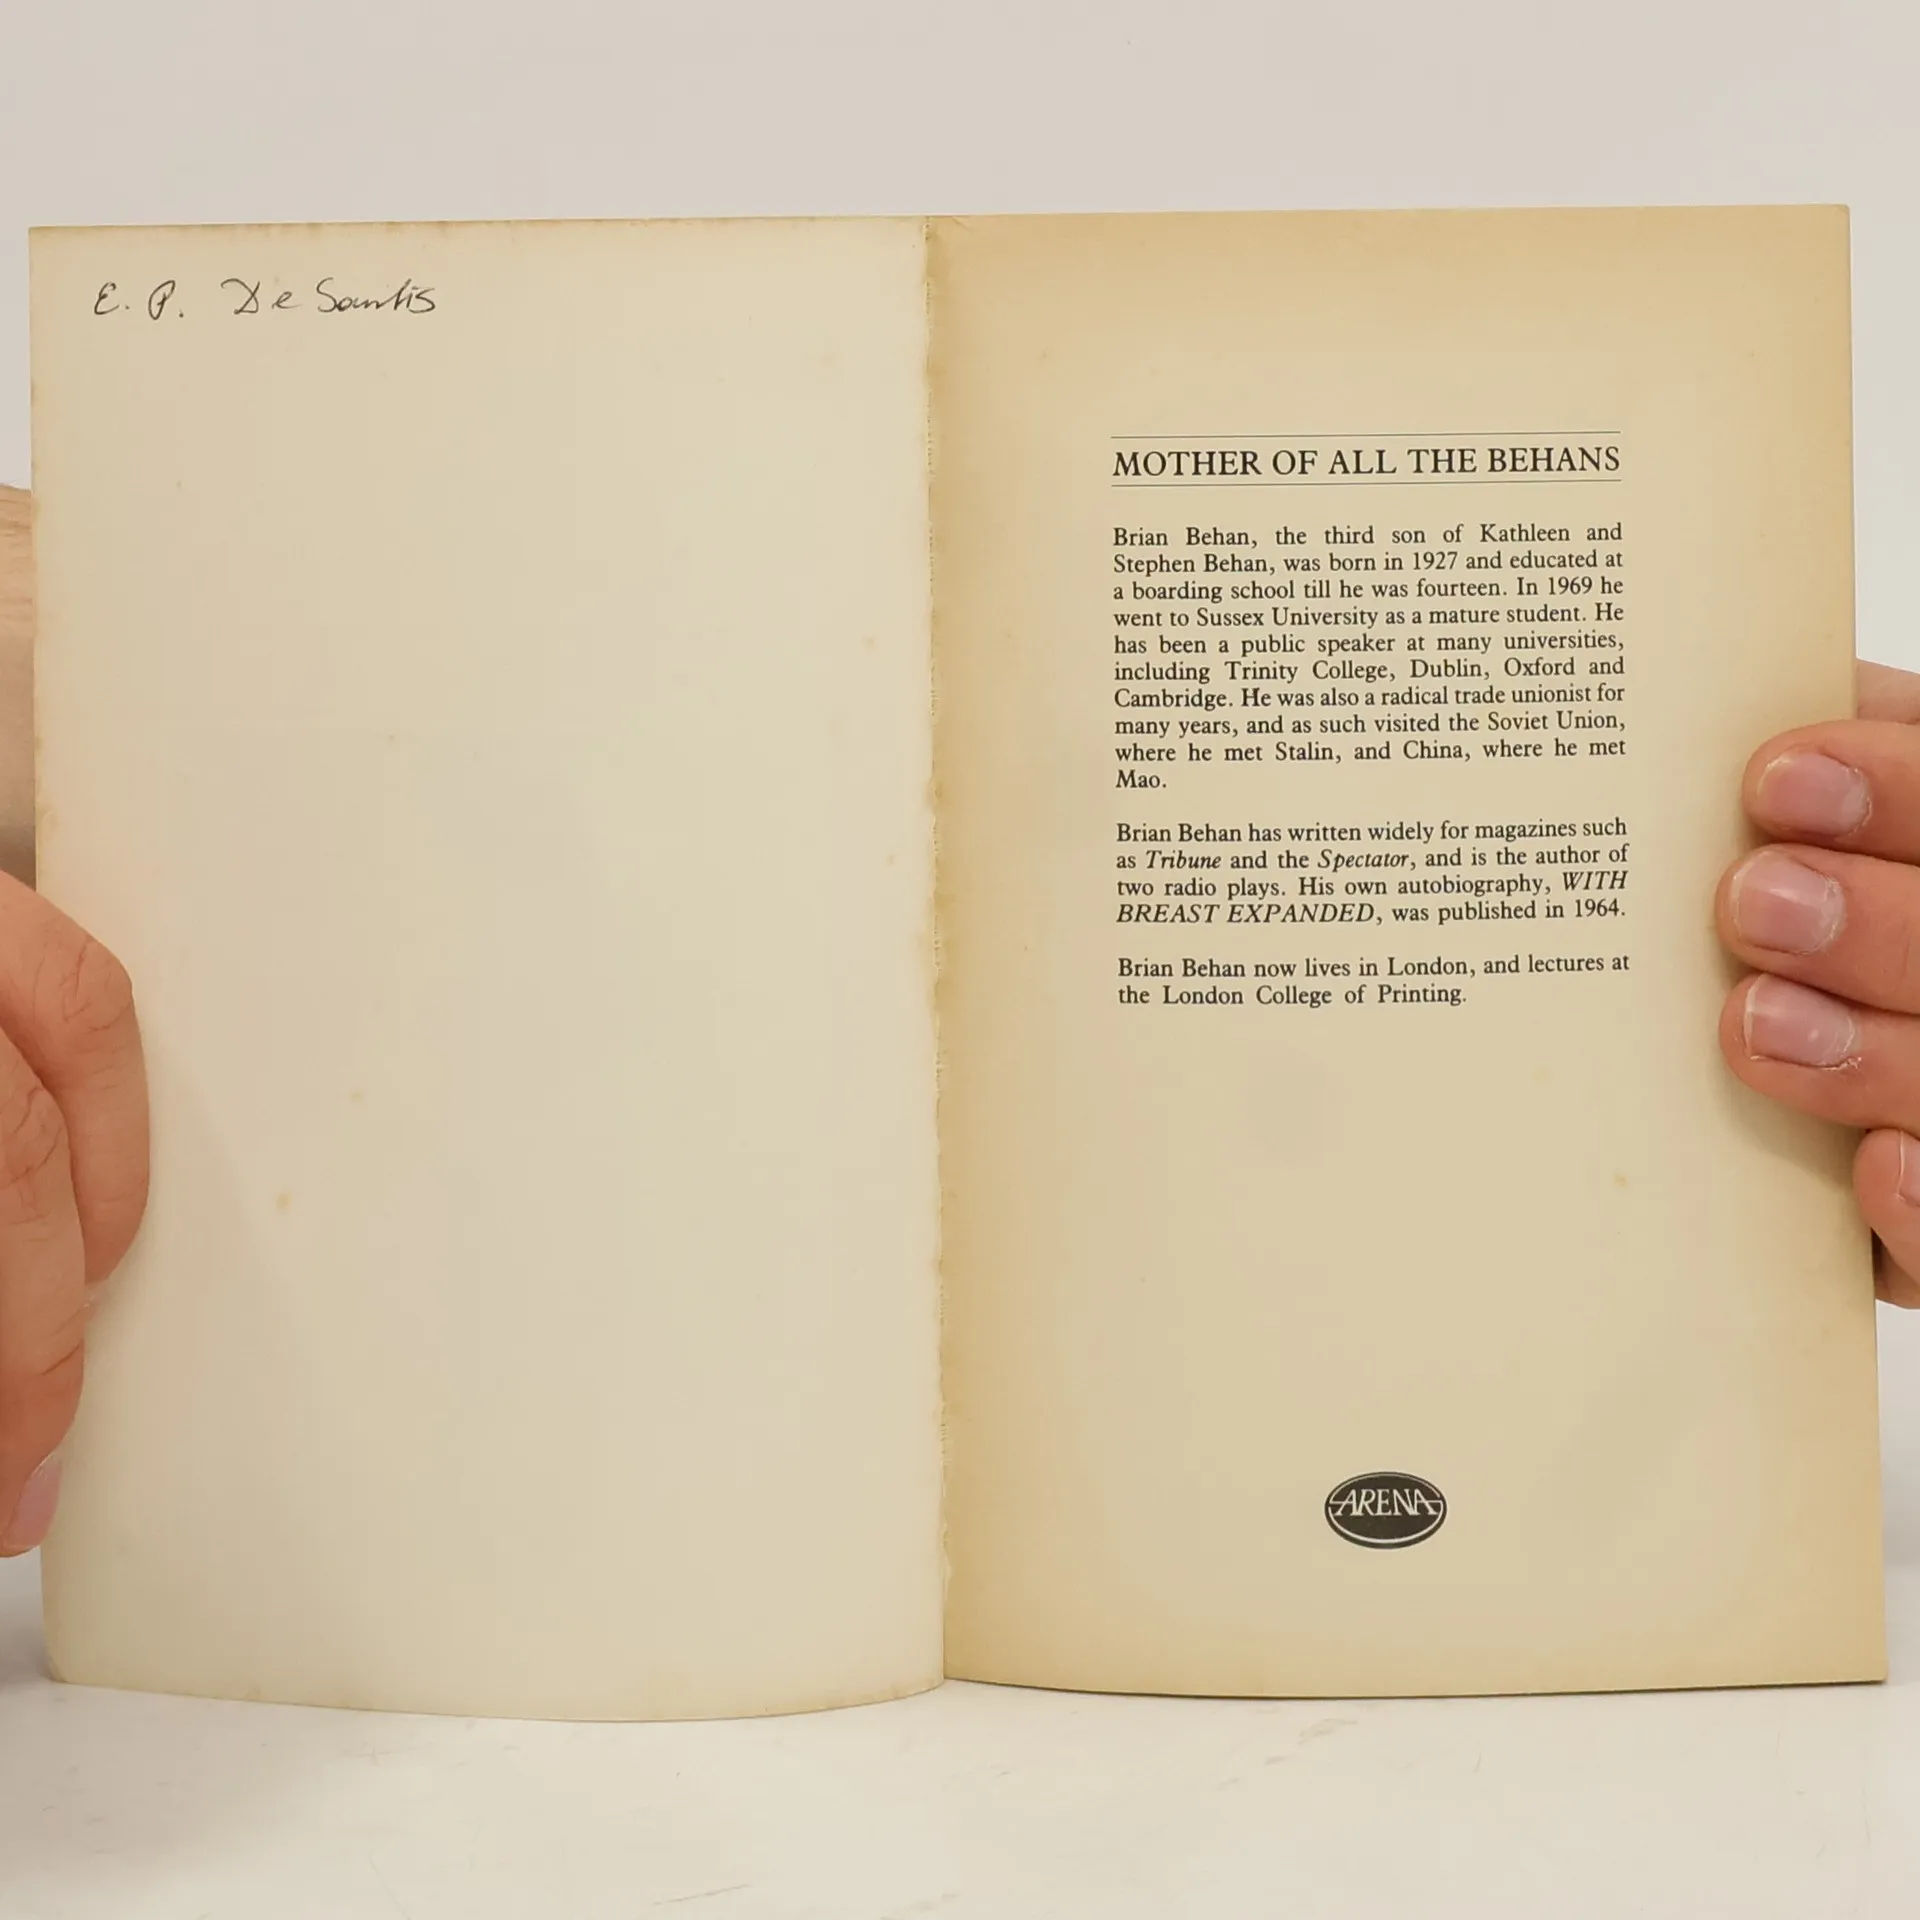 E. P. De Santis
MOTHER OF ALL THE BEHANS
Brian Behan, the third son of Kathleen and
Stephen Behan, was born in 1927 and educated at
a boarding school till he was fourteen. In 1969 he
went to Sussex University as a mature student. He
has been a public speaker at many universities,
including Trinity College, Dublin, Oxford and
Cambridge. He was also a radical trade unionist for
many years, and as such visited the Soviet Union,
where he met Stalin, and China, where he met
Mao.
Brian Behan has written widely for magazines such
as Tribune and the Spectator, and is the author of
two radio plays. His own autobiography, WITH
BREAST EXPANDED, was published in 1964.
Brian Behan now lives in London, and lectures at
the London College of Printing.
ARENA